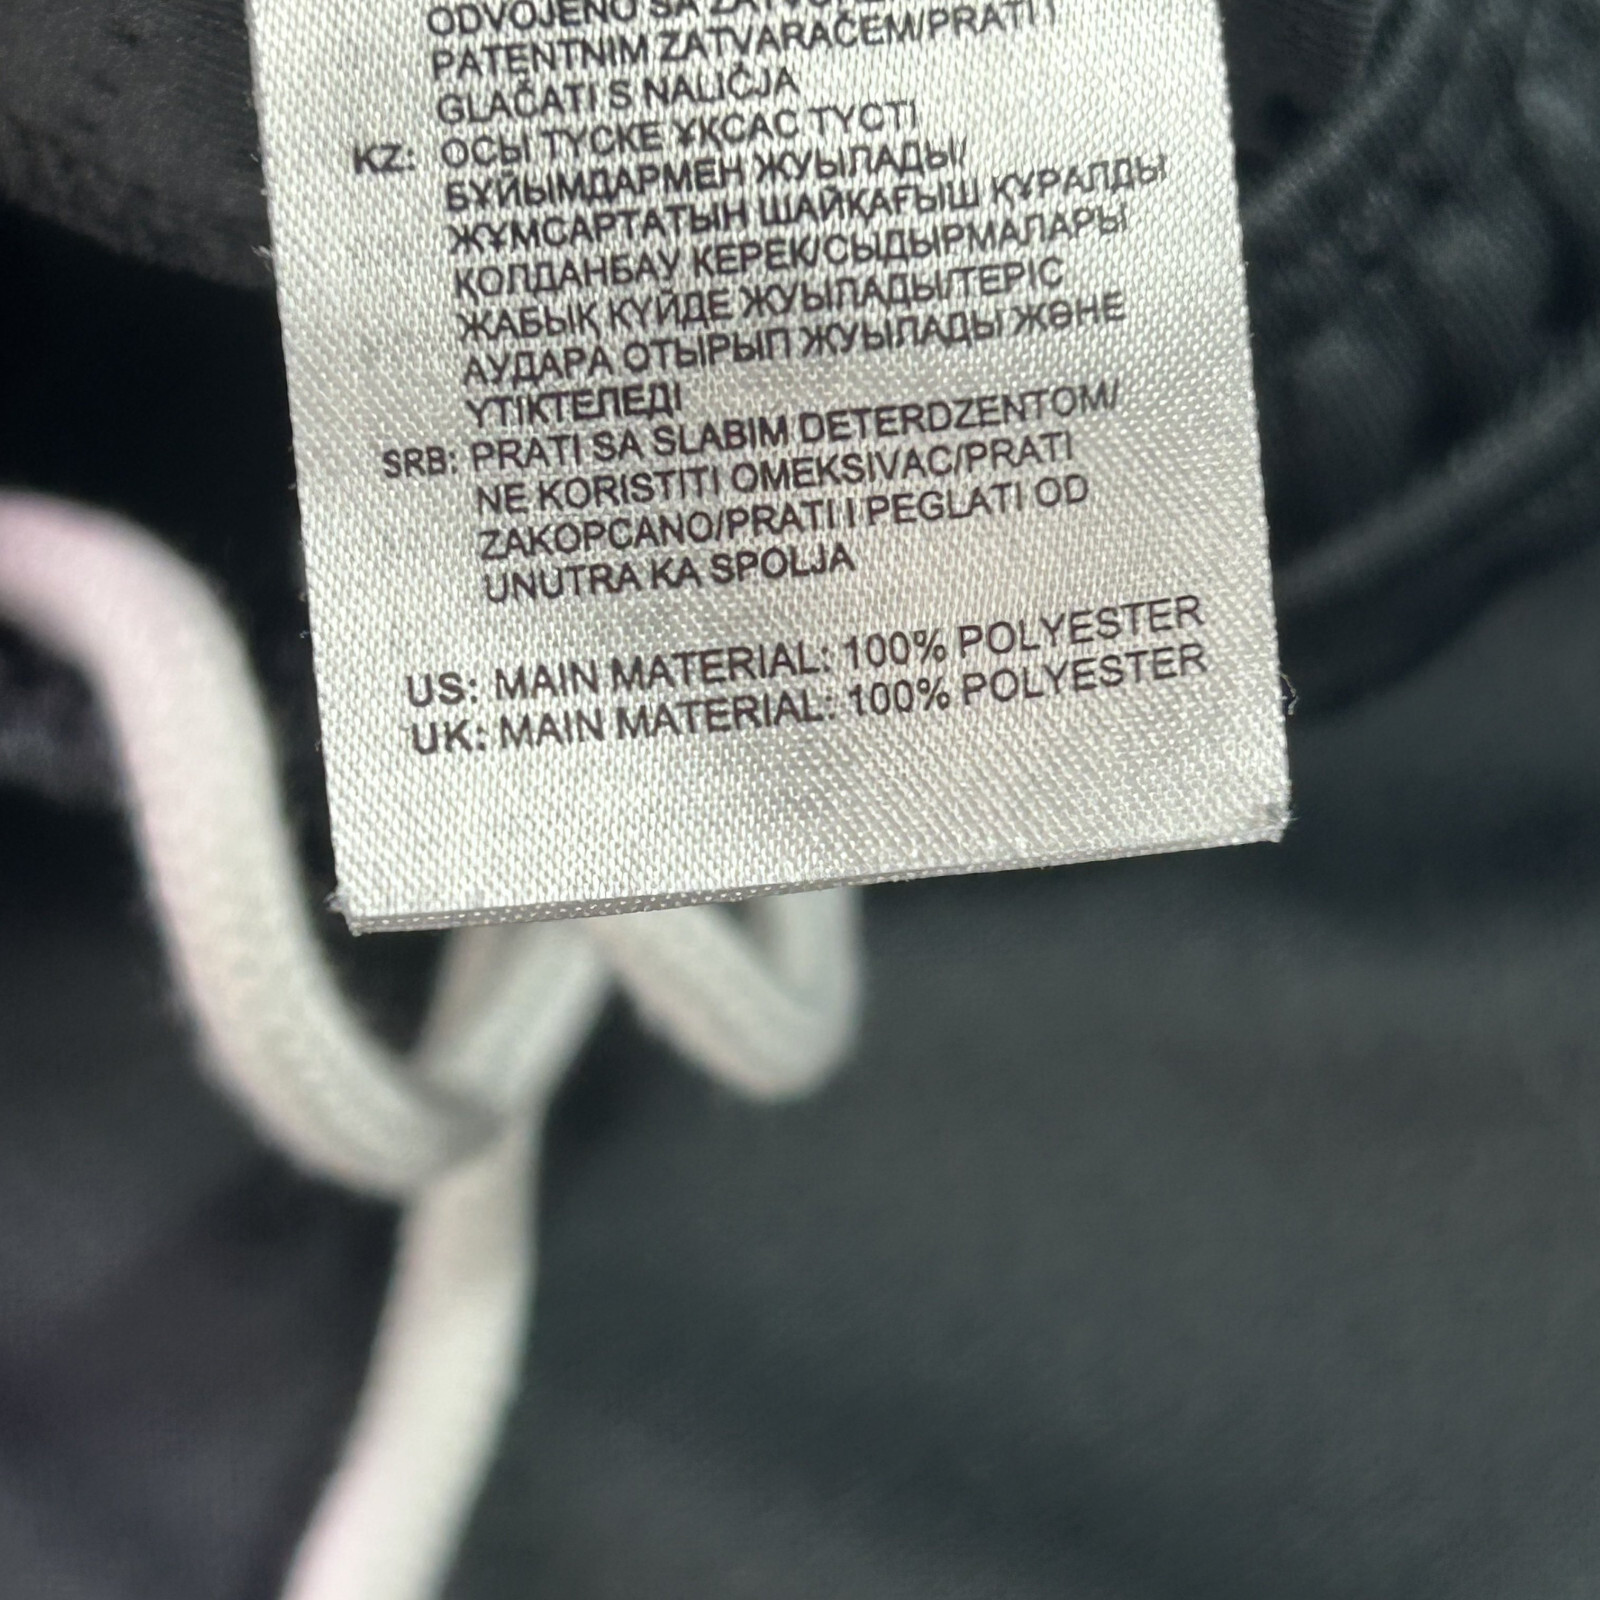 ODVOJENO SA
PATENTNIM ZATVARAČEM/PRATI I
GLAČATI S NALIČJA
KZ: ОСЫ ТҮСКЕ ҰҚСАС ТҮСТІ
БҰЙЫМДАРМЕН ЖУЫЛАДЫ/
ЖҰМСАРТАТЫН ШАЙҚАҒЫШ ҚҰРАЛДЫ
ҚОЛДАНБАУ КЕРЕК/СЫДЫРМАЛАРЫ
ЖАБЫҚ КҮЙДЕ ЖУЫЛАДЫ/ТЕРІС
АУДАРА ОТЫРЫП ЖУЫЛАДЫ ЖӘНЕ
ҮТІКТЕЛЕДІ
SRB: PRATI SA SLABIM DETERDZENTOM/
NE KORISTITI OMEKSIVAC/PRATI
ZAKOPCANO/PRATI I PEGLATI OD
UNUTRA KA SPOLJA
US: MAIN MATERIAL: 100% POLYESTER
UK: MAIN MATERIAL: 100% POLYESTER